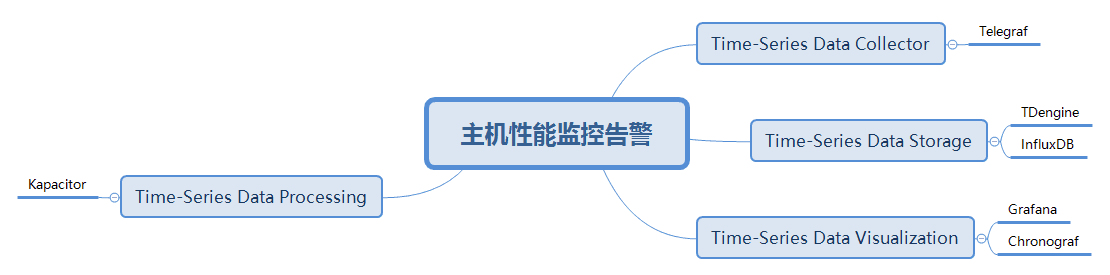 主机性能监控告警
Time-Series Data Collector
Telegraf
Time-Series Data Storage
TDengine
InfluxDB
Time-Series Data Visualization
Grafana
Chronograf
Time-Series Data Processing
Kapacitor